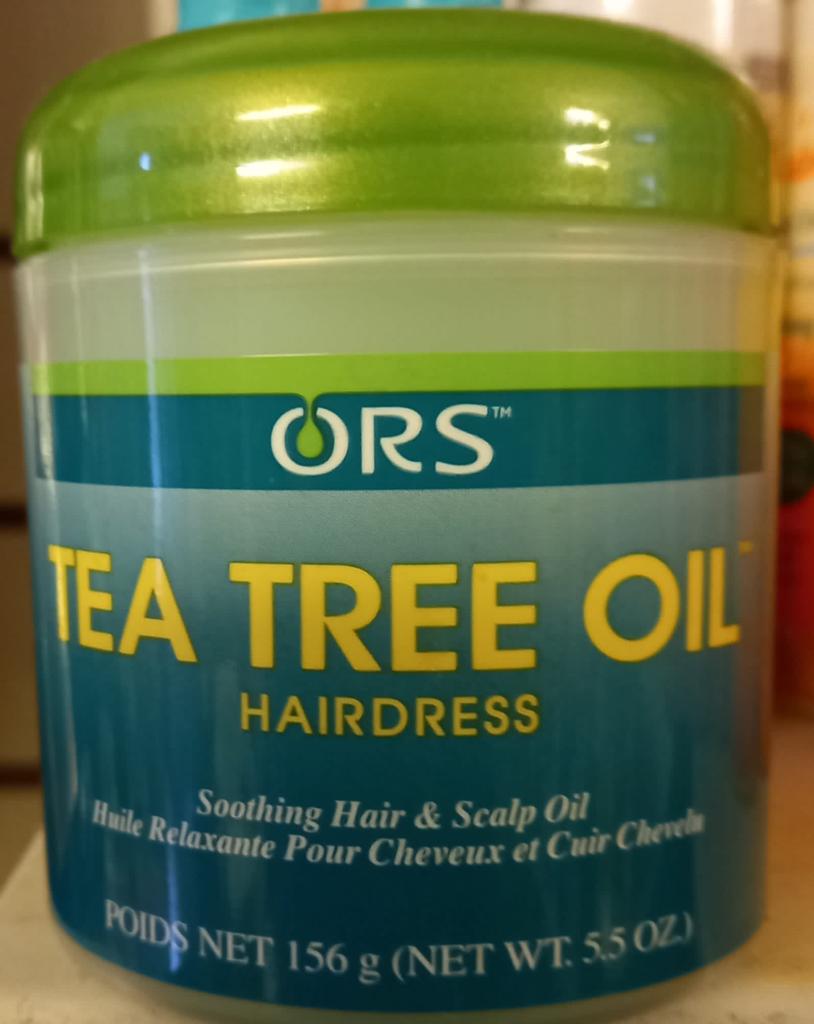 ORS™
TEA TREE OIL™
HAIRDRESS
Soothing Hair & Scalp Oil
Huile Relaxante Pour Cheveux et Cuir Chevelu
POIDS NET 156 g (NET WT. 5.5 OZ.)